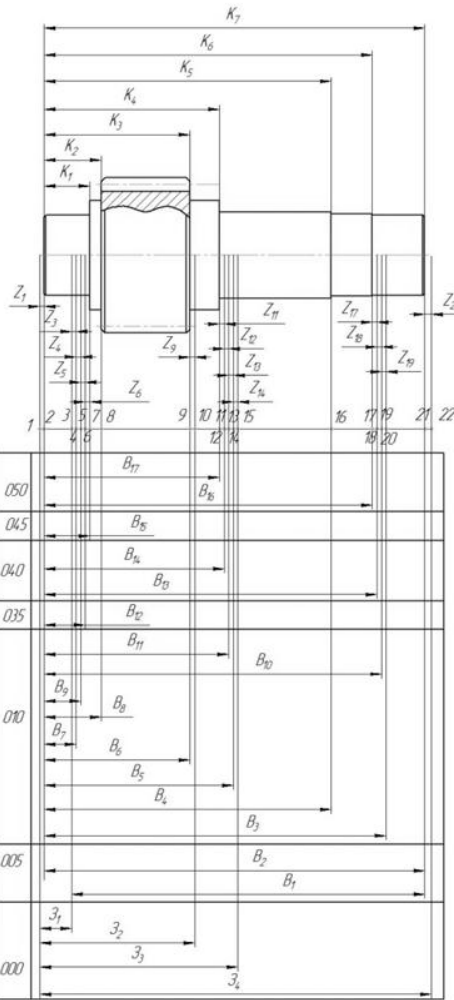 K₇
K₆
K₅
K₄
K₃
K₂
K₁
Z₁
Z₃
Z₄
Z₅
Z₆
Z₉
Z₁₁
Z₁₂
Z₁₃
Z₁₄
Z₁₇
Z₁₈
Z₁₉
1 2 3 5 7 8 9 10 11 13 15 16 17 19 21 22
4 6 12 14 18 20
050
B₁₇
B₁₆
045
B₁₅
040
B₁₄
B₁₃
035
B₁₂
010
B₁₁
B₁₀
B₉
B₈
B₇
B₆
B₅
B₄
B₃
005
B₂
B₁
000
З₁
З₂
З₃
З₄